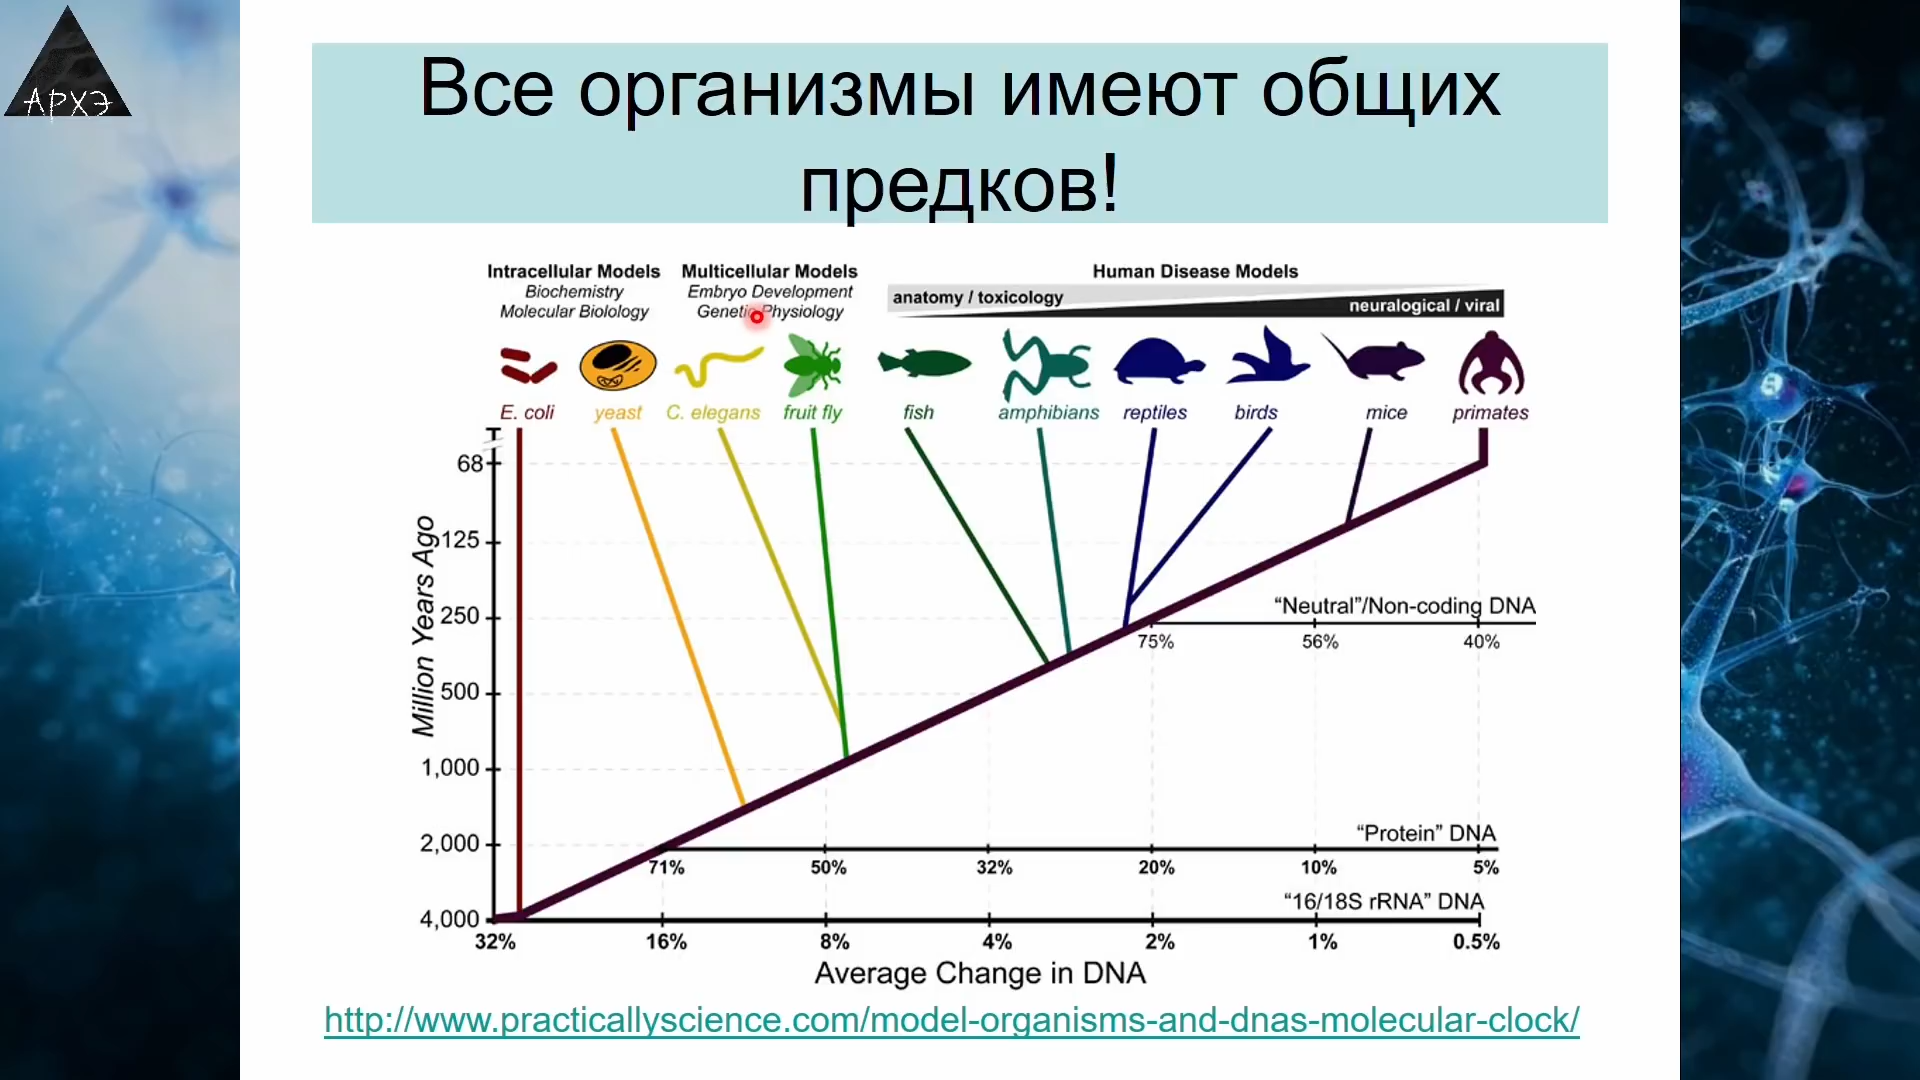 АРХЭ
Все организмы имеют общих
предков!
Intracellular Models
Biochemistry
Molecular Biolology
Multicellular Models
Embryo Development
Genetic Physiology
Human Disease Models
anatomy / toxicology
neuralogical / viral
E. coli
yeast
C. elegans
fruit fly
fish
amphibians
reptiles
birds
mice
primates
Million Years Ago
68
125
250
500
1,000
2,000
4,000
“Neutral”/Non-coding DNA
75%
56%
40%
“Protein” DNA
71%
50%
32%
20%
10%
5%
“16/18S rRNA” DNA
32%
16%
8%
4%
2%
1%
0.5%
Average Change in DNA
http://www.practicallyscience.com/model-organisms-and-dnas-molecular-clock/